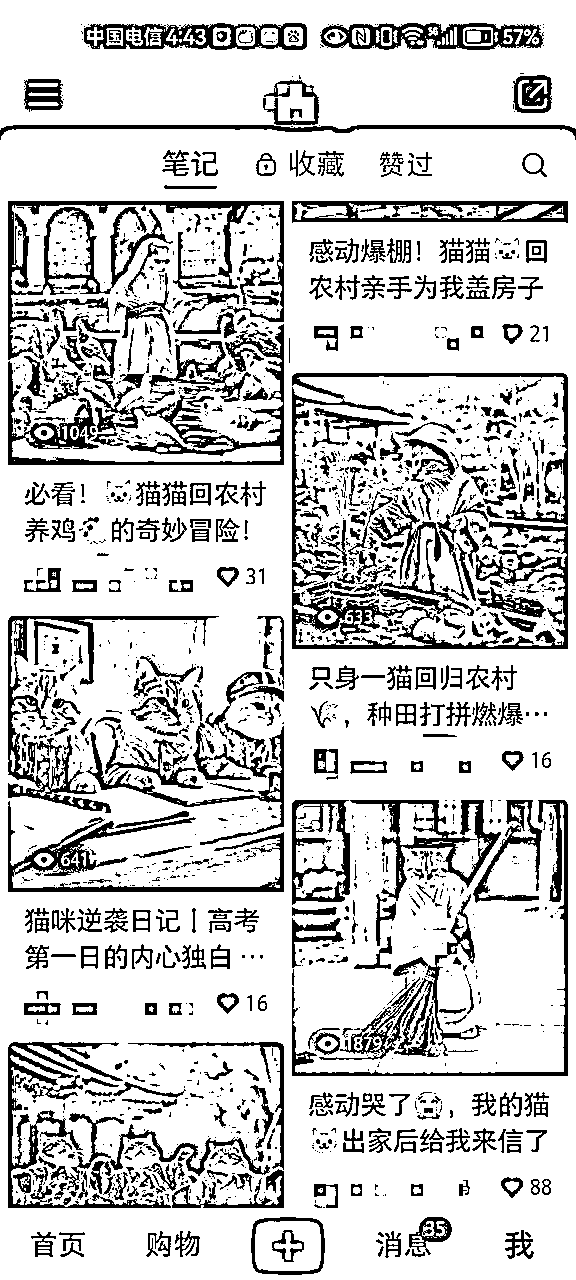 中国电信4:43
57%
笔记
收藏
赞过
感动爆棚！猫猫回
农村亲手为我盖房子
21
1049
必看！猫猫回农村
养鸡的奇妙冒险！
31
633
只身一猫回归农村
，种田打拼燃爆…
16
641
猫咪逆袭日记｜高考
第一日的内心独白…
16
1879
感动哭了，我的猫
出家后给我来信了
88
首页
购物
消息
35
我